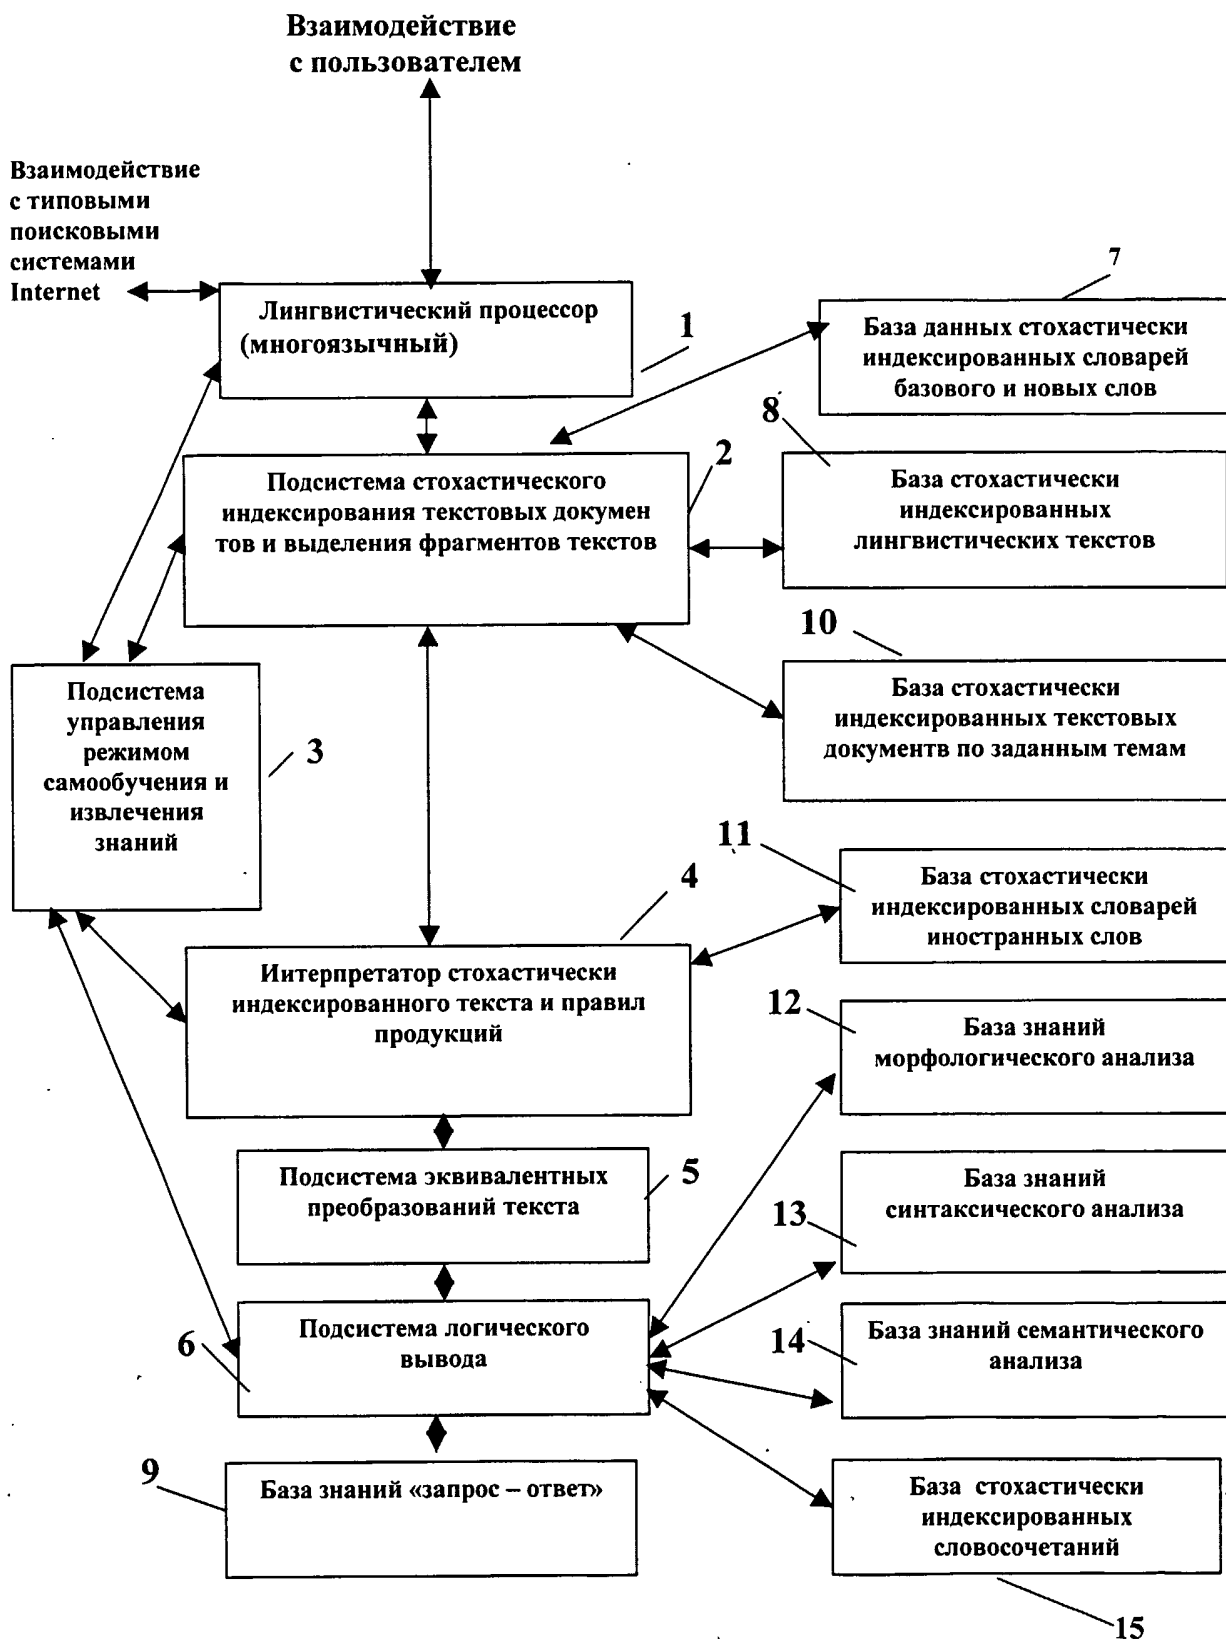 Взаимодействие
с пользователем
Взаимодействие
с типовыми
поисковыми
системами
Internet
Лингвистический процессор
(многоязычный)
1
7
База данных стохастически
индексированных словарей
базового и новых слов
Подсистема стохастического
индексирования текстовых докумен
тов и выделения фрагментов текстов
2
8
База стохастически
индексированных
лингвистических текстов
10
База стохастически
индексированных текстовых
документв по заданным темам
Подсистема
управления
режимом
самообучения и
извлечения
знаний
3
11
База стохастически
индексированных словарей
иностранных слов
4
Интерпретатор стохастически
индексированного текста и правил
продукций
12
База знаний
морфологического анализа
Подсистема эквивалентных
преобразований текста
5
13
База знаний
синтаксического анализа
Подсистема логического
вывода
6
14
База знаний семантического
анализа
9
База знаний «запрос – ответ»
База стохастически
индексированных
словосочетаний
15